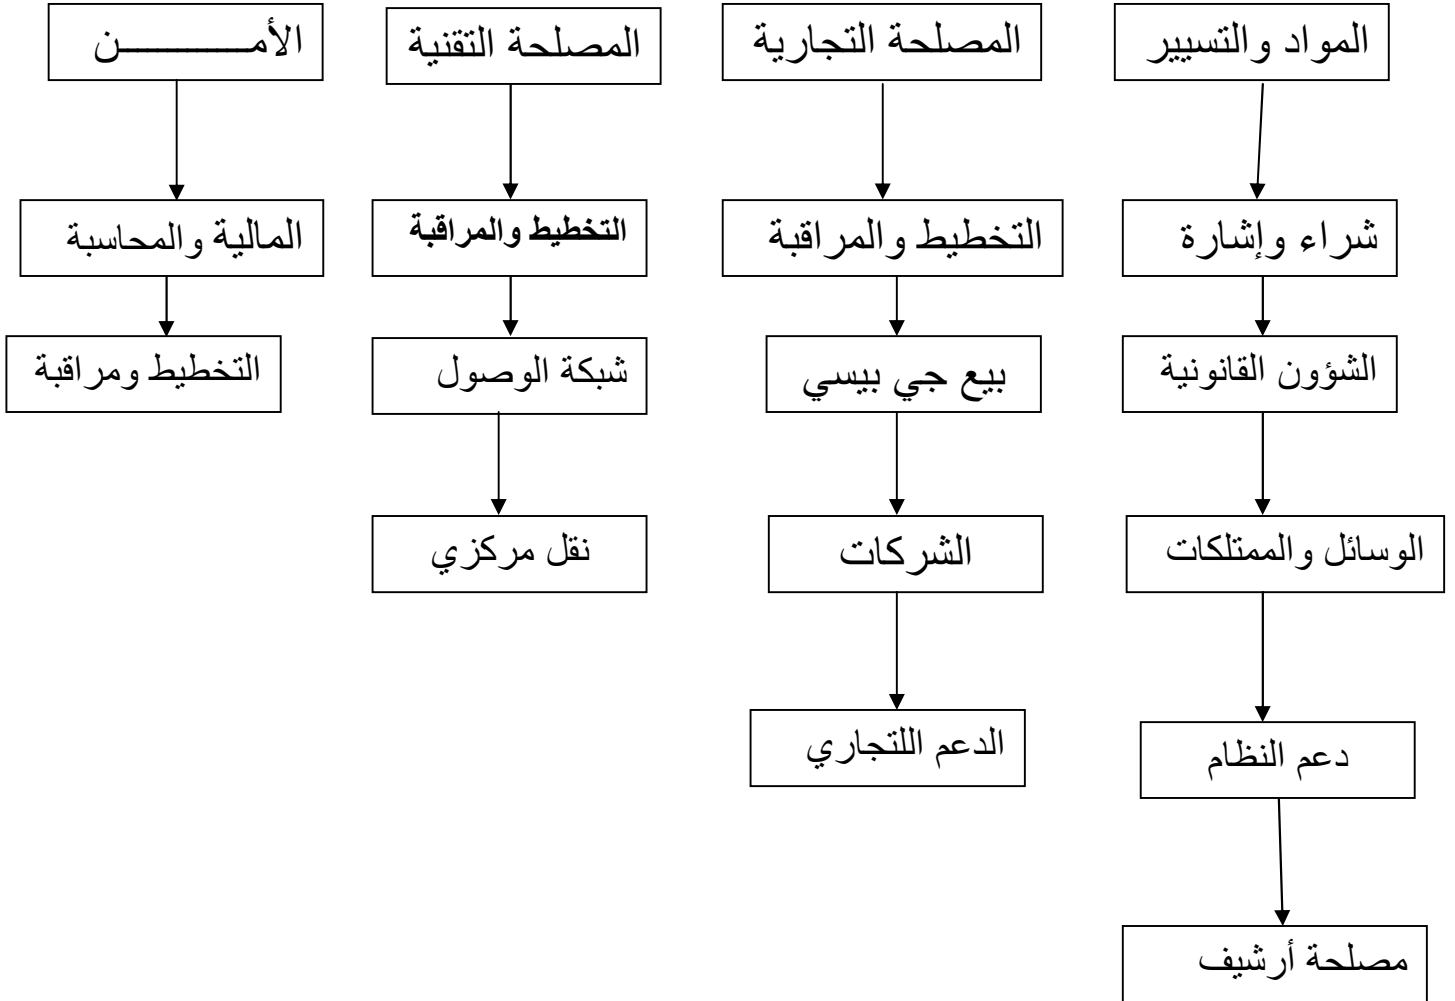 المواد والتسيير
المصلحة التجارية
المصلحة التقنية
الأمــــــــــن
شراء وإشارة
التخطيط والمراقبة
التخطيط والمراقبة
المالية والمحاسبة
الشؤون القانونية
بيع جي بيسي
شبكة الوصول
التخطيط ومراقبة
الوسائل والممتلكات
الشركات
نقل مركزي
دعم النظام
الدعم اللتجاري
مصلحة أرشيف